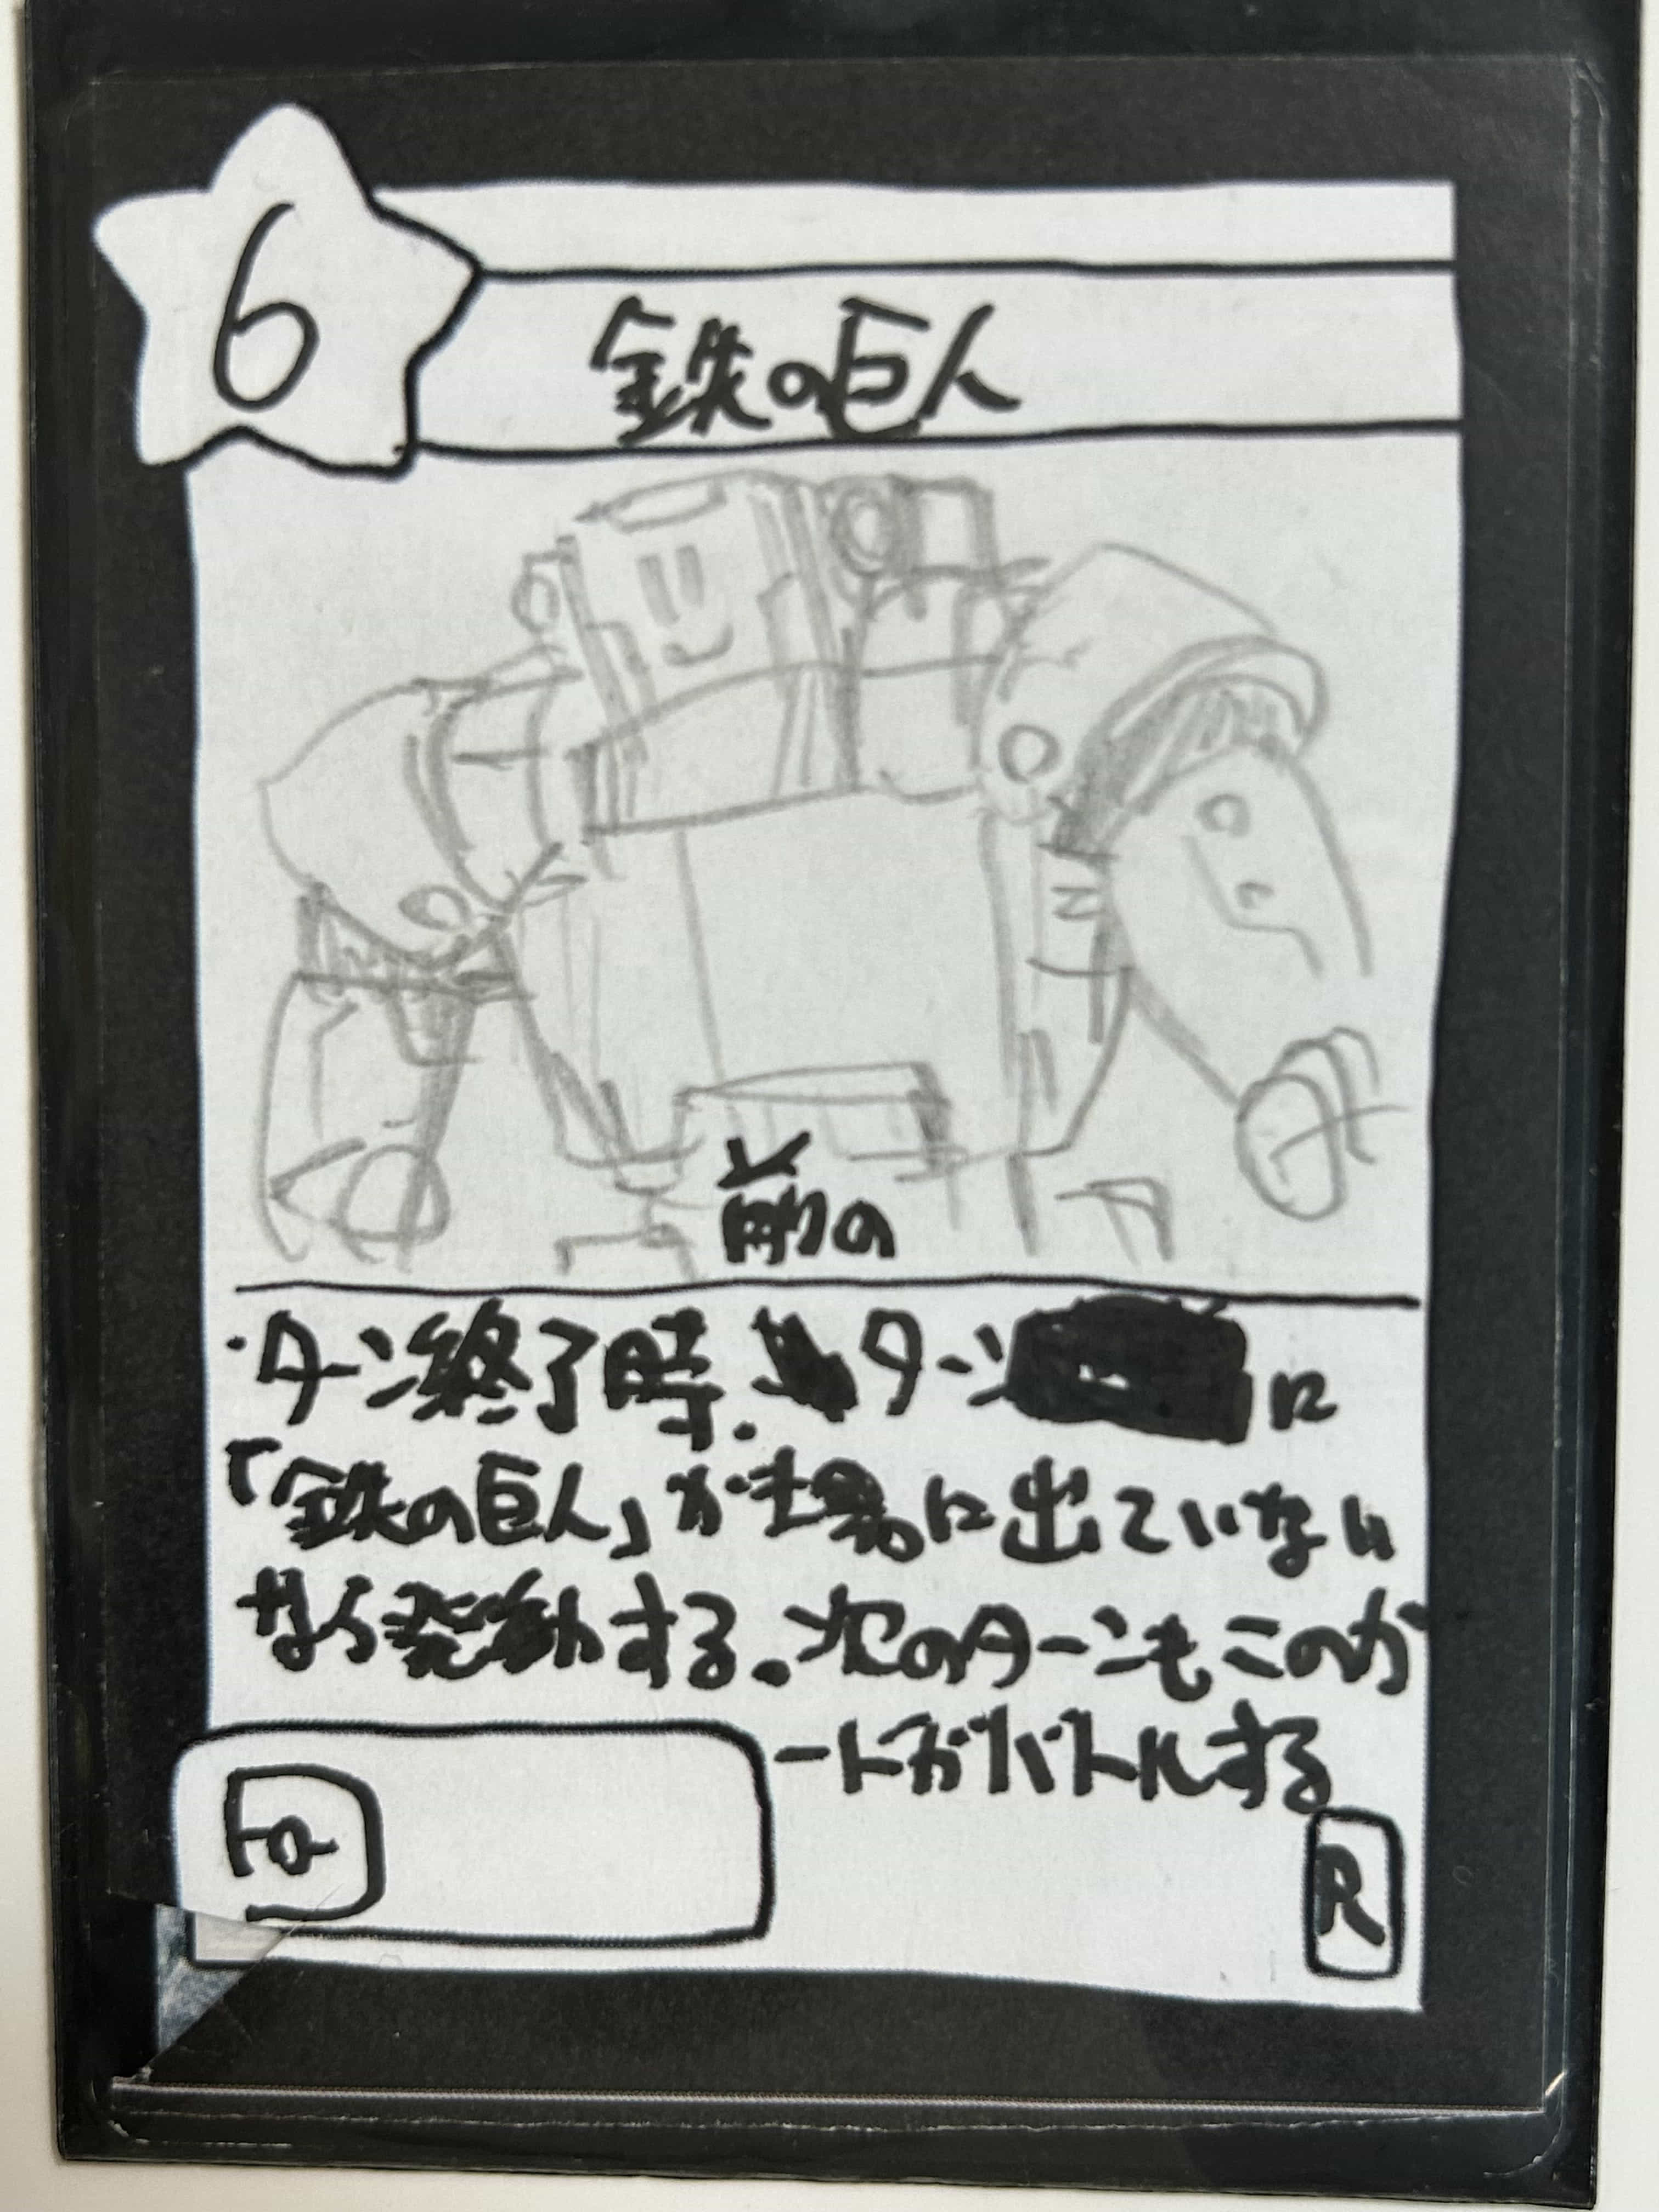 6
鉄の巨人
前の
・ターン終了時、ターンに
「鉄の巨人」が場に出ていない
なら発動する。次のターンもこのカ
ードがバトルする
Fa
R